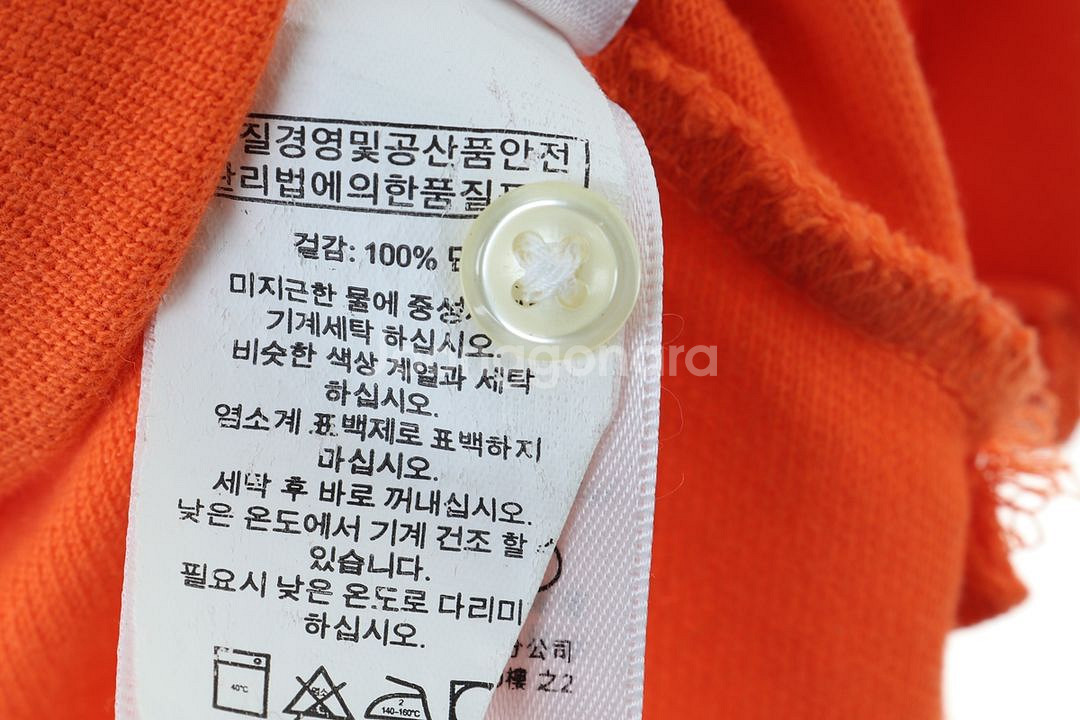 질경영및공산품안전
리법에의한품질
겉감: 100%
미지근한 물에 중성
기계세탁 하십시오.
비슷한 색상 계열과 세탁
하십시오.
염소계 표백제로 표백하지
마십시오.
세탁 후 바로 꺼내십시오.
낮은 온도에서 기계 건조 할
있습니다.
필요시 낮은 온도로 다리미
하십시오.
公司
樓 之2
40°C
염소
2
140-160°C